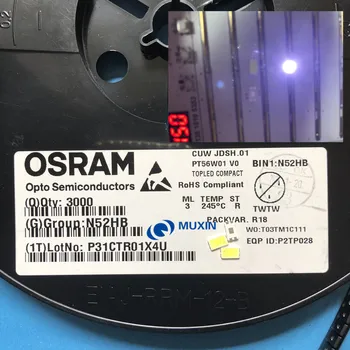 150
CUW JDSH.01
PT56W01 V0
TOPLED COMPACT
BIN1:N52HB
OSRAM
Opto Semiconductors
RoHS Compliant
ML TEMP ST
3 245°C R
(Q)Qty: 3000
TWTW
PACKVAR. R18
(G)Group: N52HB
MUXIN
WO:T03TM1C111
EQP ID:P2TP028
(1T)LotNo: P31CTR01X4U